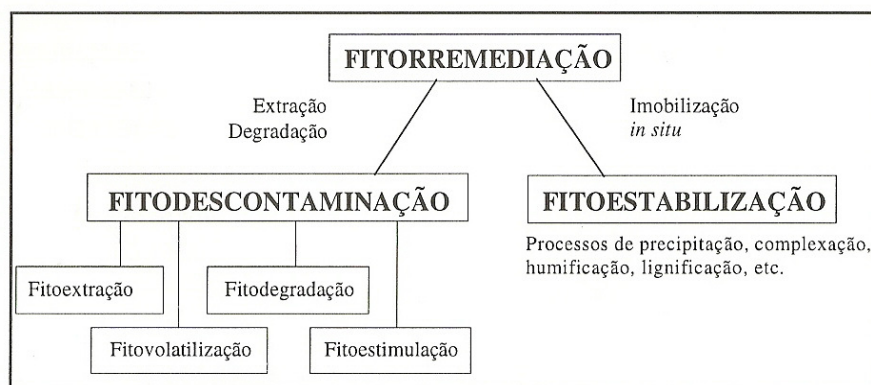 FITORREMEDIAÇÃO
Extração
Degradação
Imobilização
in situ
FITODESCONTAMINAÇÃO
FITOESTABILIZAÇÃO
Processos de precipitação, complexação,
humificação, lignificação, etc.
Fitoextração
Fitodegradação
Fitovolatilização
Fitoestimulação